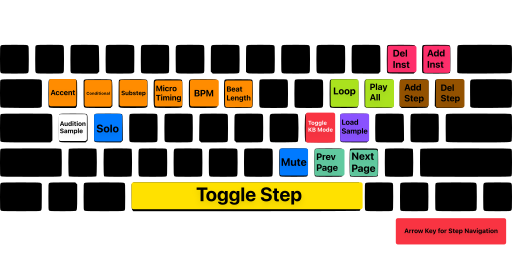 Del
Inst
Add
Inst
Accent
Conditional
Substep
Micro
Timing
BPM
Beat
Length
Loop
Play
All
Add
Step
Del
Step
Audition
Sample
Solo
Toggle
KB Mode
Load
Sample
Mute
Prev
Page
Next
Page
Toggle Step
Arrow Key for Step Navigation